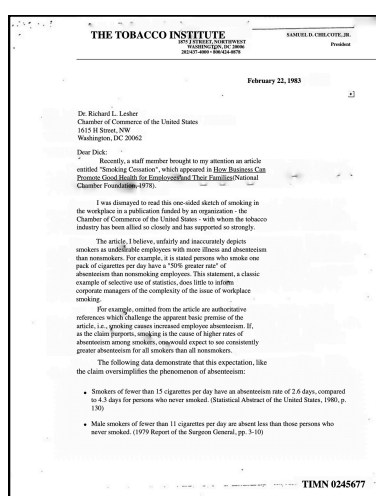 THE TOBACCO INSTITUTE
1875 I STREET, NORTHWEST
WASHINGTON, DC 20006
202/457-4800 • 800/424-9876
SAMUEL D. CHILCOTE, JR.
President
February 22, 1983
Dr. Richard L. Lesher
Chamber of Commerce of the United States
1615 H Street, NW
Washington, DC 20062
Dear Dick:
Recently, a staff member brought to my attention an article
entitled "Smoking Cessation", which appeared in How Business Can
Promote Good Health for Employees and Their Families(National
Chamber Foundation, 1978).
I was dismayed to read this one-sided sketch of smoking in
the workplace in a publication funded by an organization - the
Chamber of Commerce of the United States - with whom the tobacco
industry has been allied so closely and has supported so strongly.
The article, I believe, unfairly and inaccurately depicts
smokers as undesirable employees with more illness and absenteeism
than nonsmokers. For example, it is stated persons who smoke one
pack of cigarettes per day have a "50% greater rate" of
absenteeism than nonsmoking employees. This statement, a classic
example of selective use of statistics, does little to inform
corporate managers of the complexity of the issue of workplace
smoking.
For example, omitted from the article are authoritative
references which challenge the apparent basic premise of the
article, i.e., smoking causes increased employee absenteeism. If,
as the claim purports, smoking is the cause of higher rates of
absenteeism among smokers, one would expect to see consistently
greater absenteeism for all smokers than all nonsmokers.
The following data demonstrate that this expectation, like
the claim oversimplifies the phenomenon of absenteeism:
• Smokers of fewer than 15 cigarettes per day have an absenteeism rate of 2.6 days, compared
to 4.3 days for persons who never smoked. (Statistical Abstract of the United States, 1980, p.
130)
• Male smokers of fewer than 11 cigarettes per day are absent less than those persons who
never smoked. (1979 Report of the Surgeon General, pp. 3-10)
TIMN 0245677